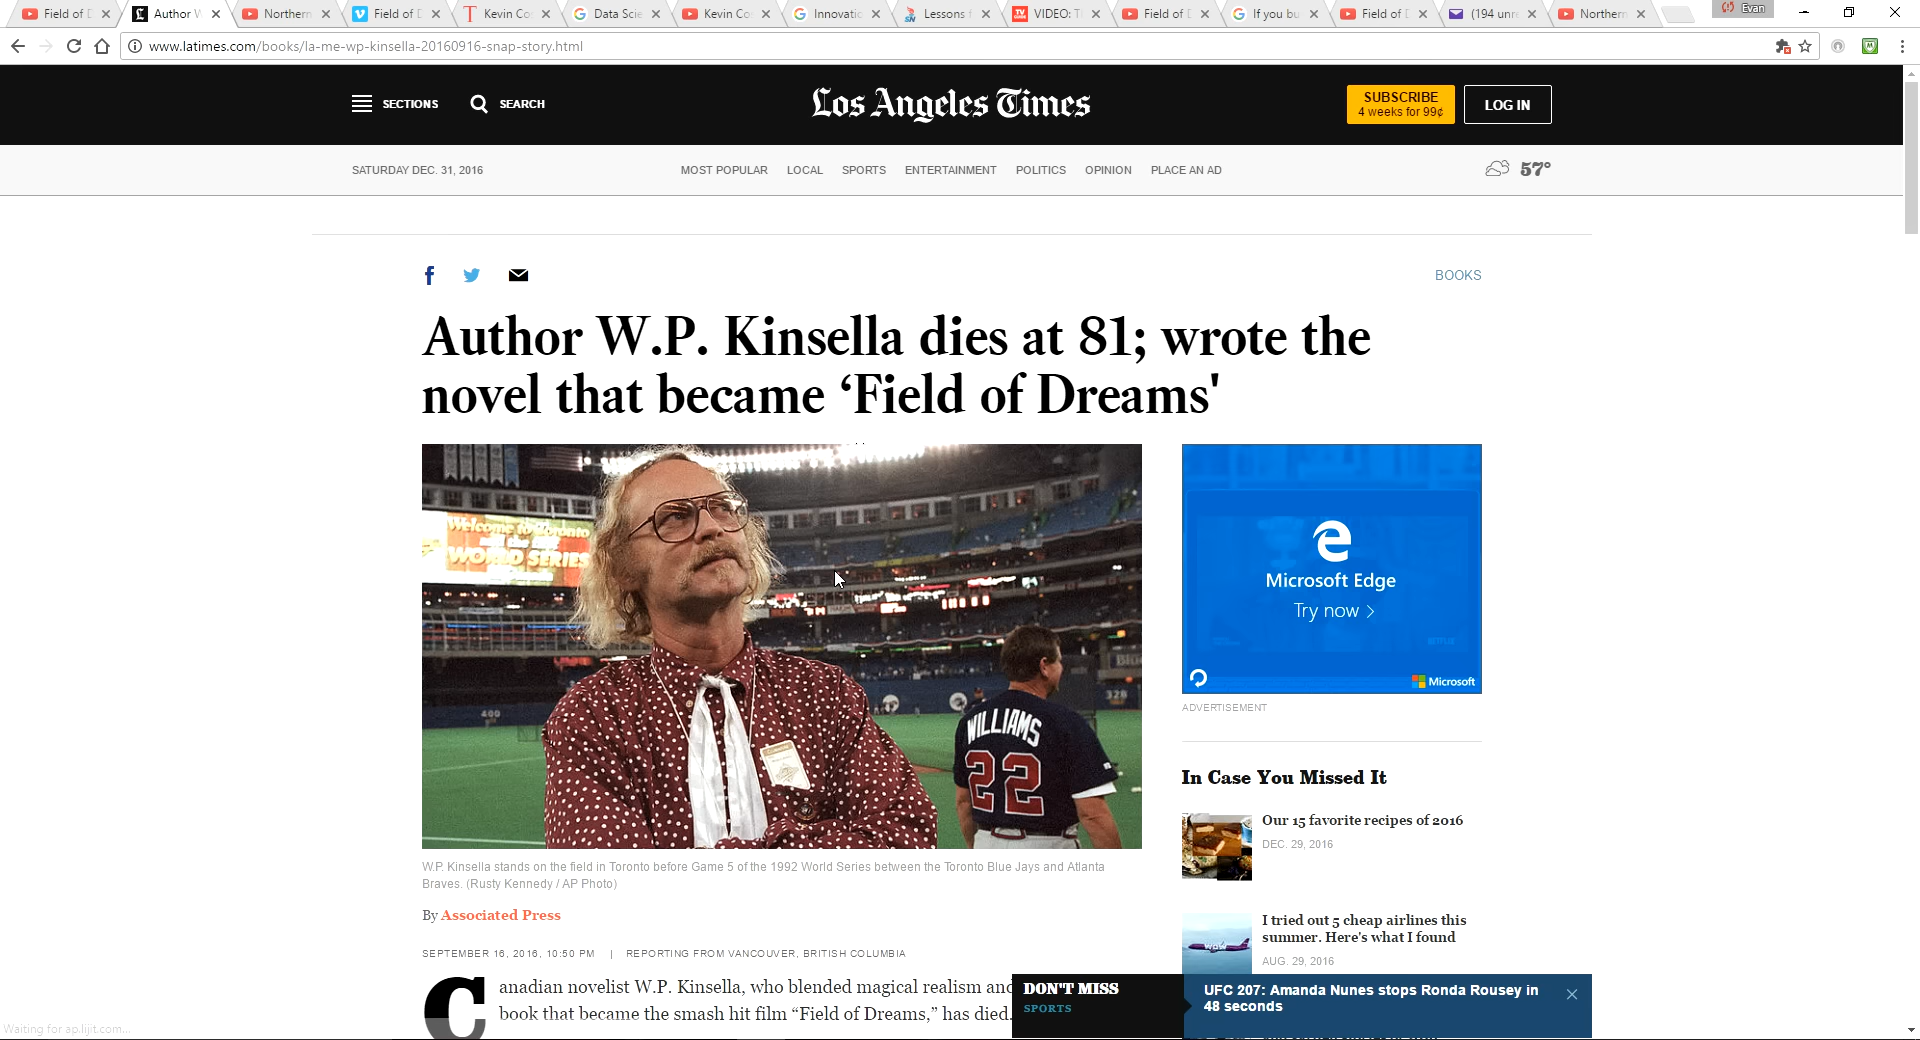 Field of D
Author W
Northern
Field of D
Kevin Co
Data Scie
Kevin Co
Innovatic
Lessons f
VIDEO: T
Field of D
If you bu
Field of D
(194 unre
Northern
Evan
www.latimes.com/books/la-me-wp-kinsella-20160916-snap-story.html
SECTIONS
SEARCH
Los Angeles Times
SUBSCRIBE
4 weeks for 99¢
LOG IN
SATURDAY DEC. 31, 2016
MOST POPULAR LOCAL SPORTS ENTERTAINMENT POLITICS OPINION PLACE AN AD
57°
BOOKS
Author W.P. Kinsella dies at 81; wrote the
novel that became ‘Field of Dreams'
Welcome to Toronto
WORLD SERIES
400
328
WILLIAMS
22
W.P. Kinsella stands on the field in Toronto before Game 5 of the 1992 World Series between the Toronto Blue Jays and Atlanta
Braves. (Rusty Kennedy / AP Photo)
By Associated Press
SEPTEMBER 16, 2016, 10:50 PM | REPORTING FROM VANCOUVER, BRITISH COLUMBIA
Canadian novelist W.P. Kinsella, who blended magical realism and
book that became the smash hit film “Field of Dreams,” has died.
Microsoft Edge
Try now >
Microsoft
ADVERTISEMENT
In Case You Missed It
Our 15 favorite recipes of 2016
DEC. 29, 2016
wow
I tried out 5 cheap airlines this
summer. Here's what I found
AUG. 29, 2016
DON'T MISS
SPORTS
UFC 207: Amanda Nunes stops Ronda Rousey in
48 seconds
Waiting for ap.lijit.com...